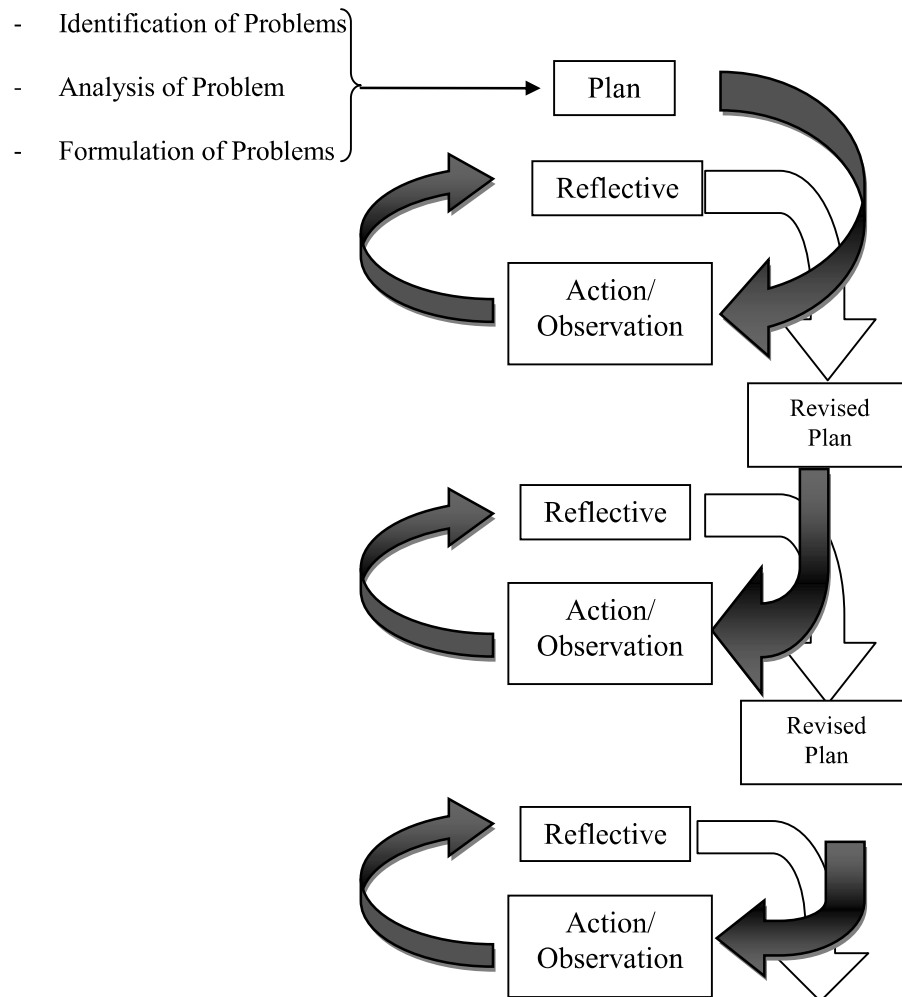 - Identification of Problems
- Analysis of Problem
- Formulation of Problems
Plan
Reflective
Action/
Observation
Revised
Plan
Reflective
Action/
Observation
Revised
Plan
Reflective
Action/
Observation